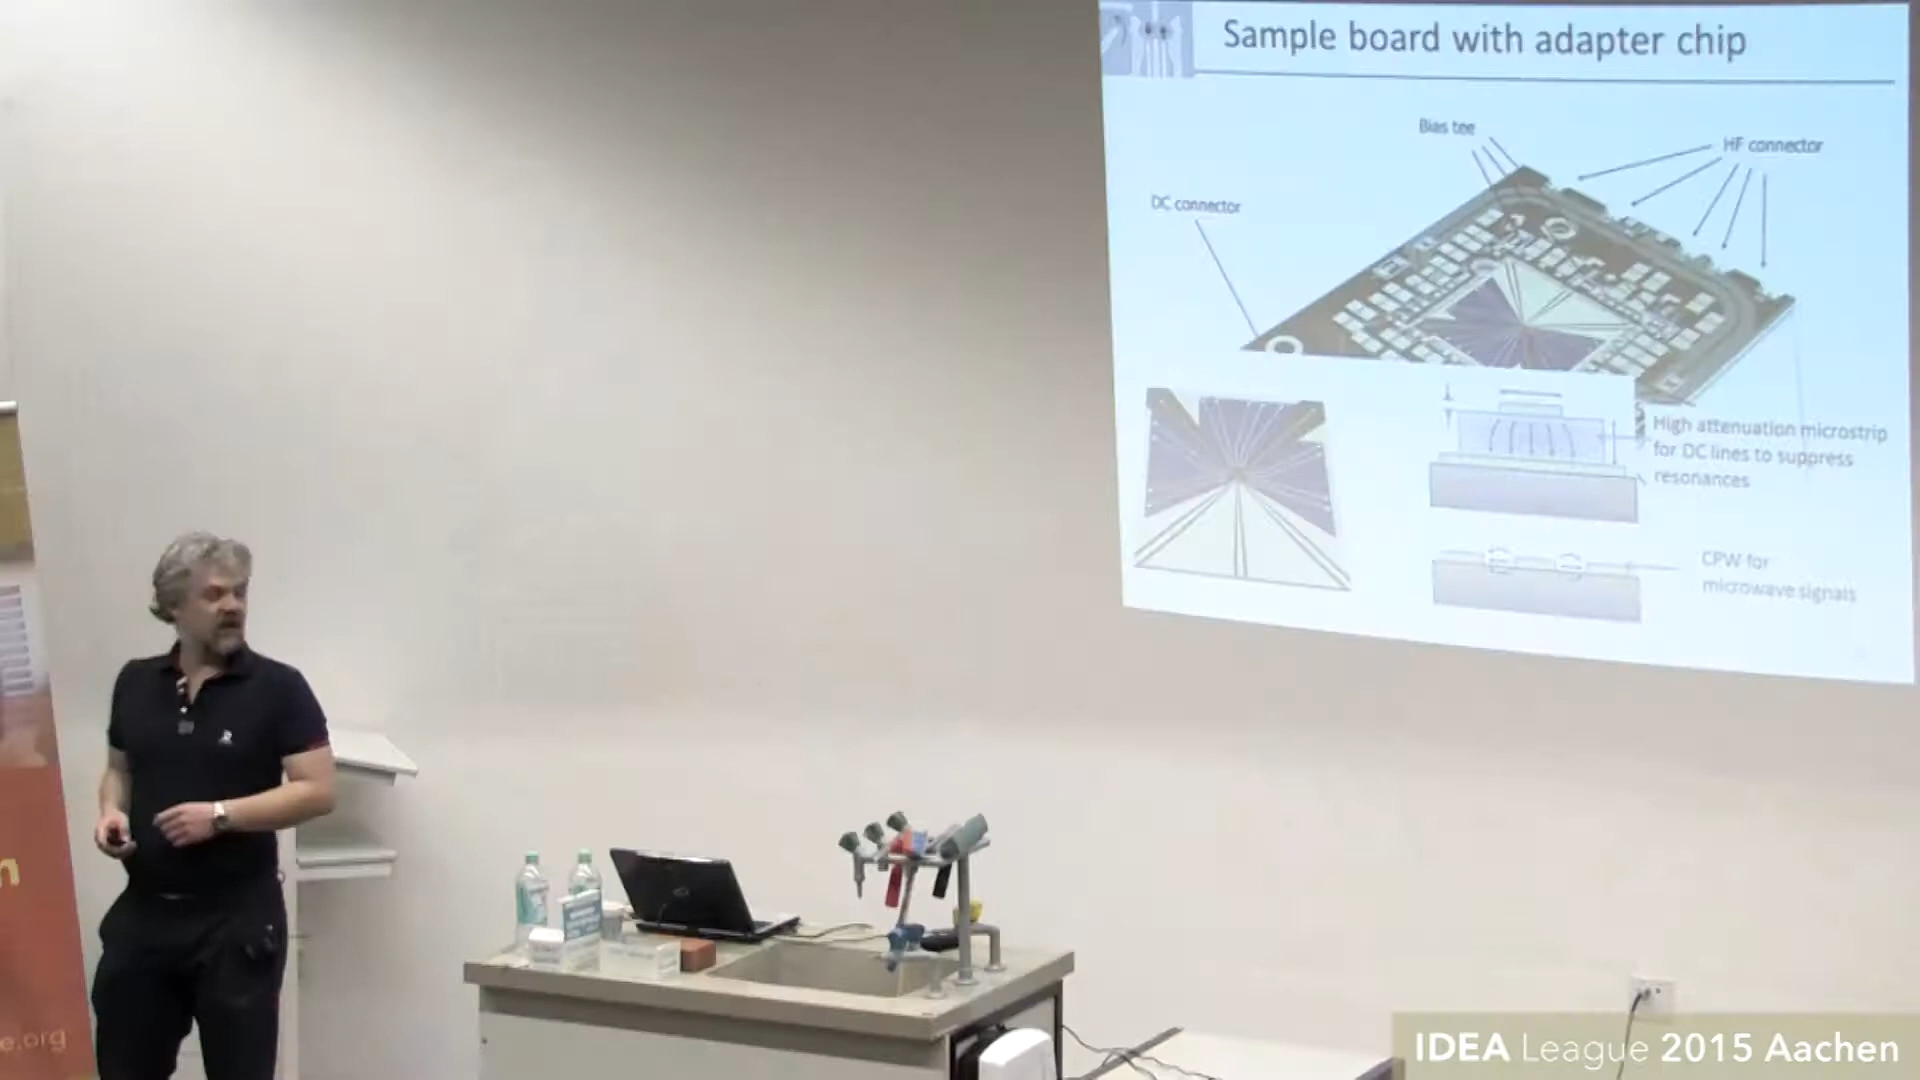 Sample board with adapter chip
Bias tee
HF connector
DC connector
High attenuation microstrip
for DC lines to suppress
resonances
CPW for
microwave signals
n
e.org
IDEA League 2015 Aachen